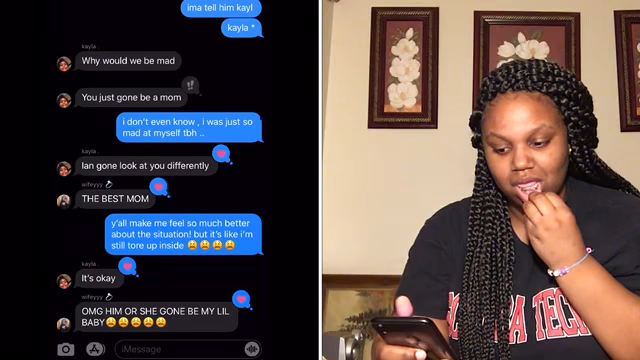 ima tell him kayl
kayla *
kayla .
Why would we be mad
You just gone be a mom
i don't even know , i was just so
mad at myself tbh ..
kayla .
Ian gone look at you differently
wifeyyy 💍
THE BEST MOM
y'all make me feel so much better
about the situation! but it's like i'm
still tore up inside 😩😩😩😩
kayla .
It's okay
wifeyyy 💍
OMG HIM OR SHE GONE BE MY LIL
BABY😩😩😩😩😩
iMessage
TECH